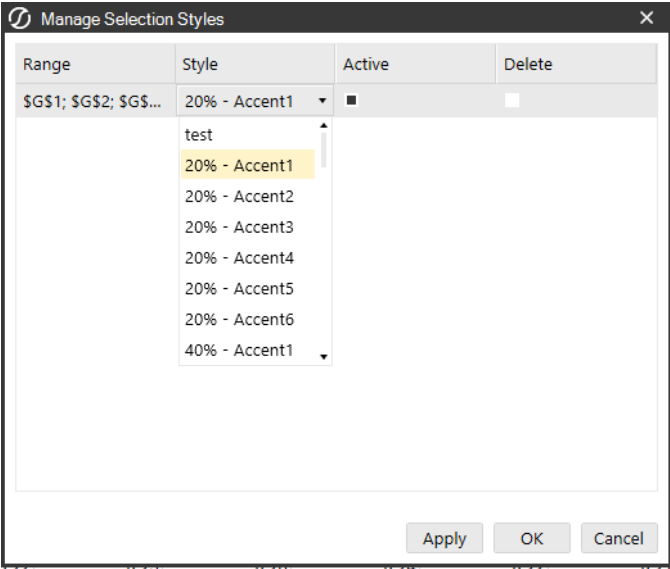 Manage Selection Styles
Range Style Active Delete
$G$1; $G$2; $G$... 20% - Accent1
test
20% - Accent1
20% - Accent2
20% - Accent3
20% - Accent4
20% - Accent5
20% - Accent6
40% - Accent1
Apply OK Cancel